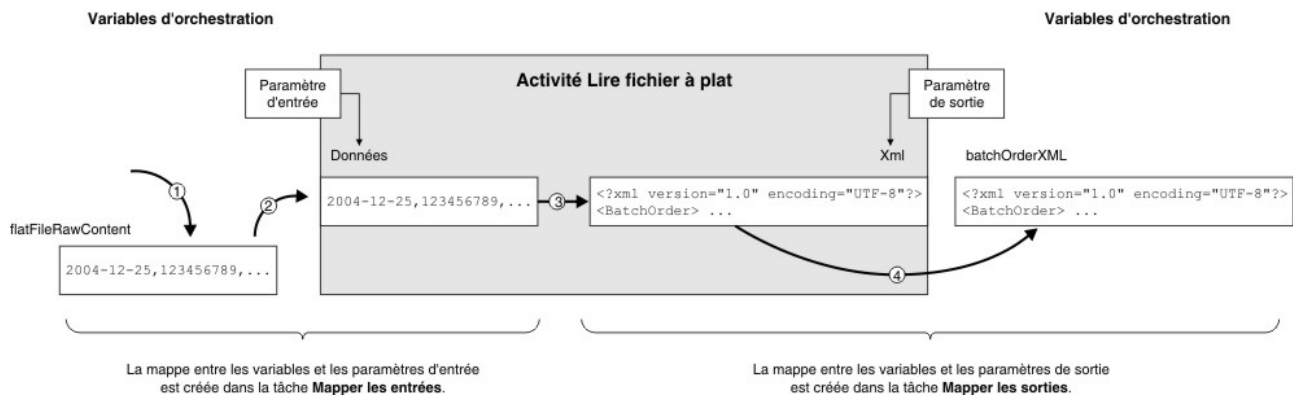 Variables d'orchestration
Variables d'orchestration
Activité Lire fichier à plat
Paramètre
d'entrée
Paramètre
de sortie
Données
Xml
batchOrderXML
1
2
2004-12-25,123456789,...
3
<?xml version="1.0" encoding="UTF-8"?>
<BatchOrder> ...
<?xml version="1.0" encoding="UTF-8"?>
<BatchOrder> ...
flatFileRawContent
2004-12-25,123456789,...
4
La mappe entre les variables et les paramètres d'entrée
est créée dans la tâche Mapper les entrées.
La mappe entre les variables et les paramètres de sortie
est créée dans la tâche Mapper les sorties.